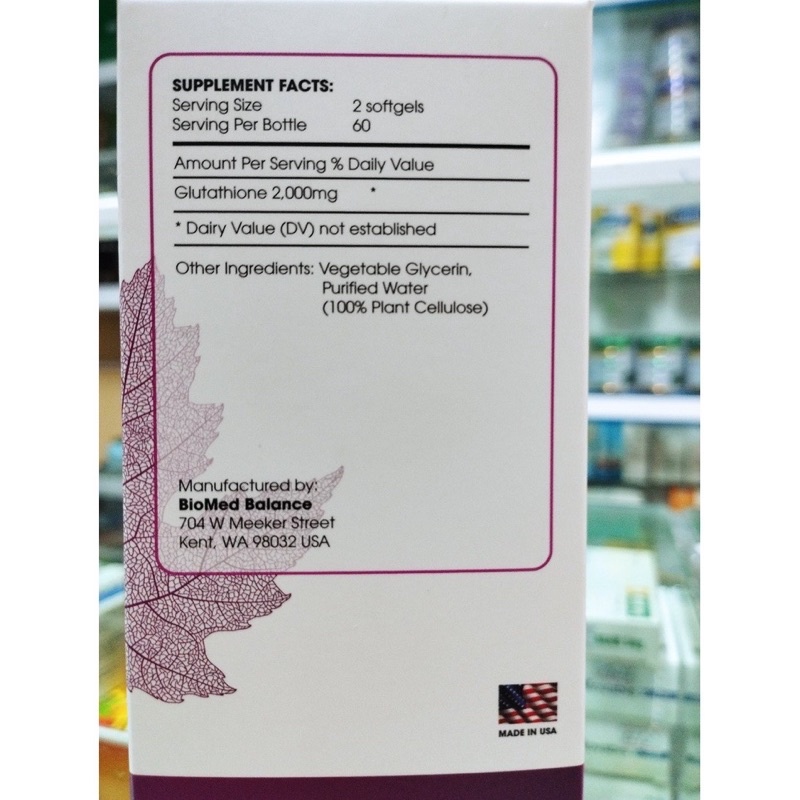 SUPPLEMENT FACTS:
Serving Size 2 softgels
Serving Per Bottle 60
Amount Per Serving % Daily Value
Glutathione 2,000mg *
* Dairy Value (DV) not established
Other Ingredients: Vegetable Glycerin,
Purified Water
(100% Plant Cellulose)
Manufactured by:
BioMed Balance
704 W Meeker Street
Kent, WA 98032 USA
MADE IN USA